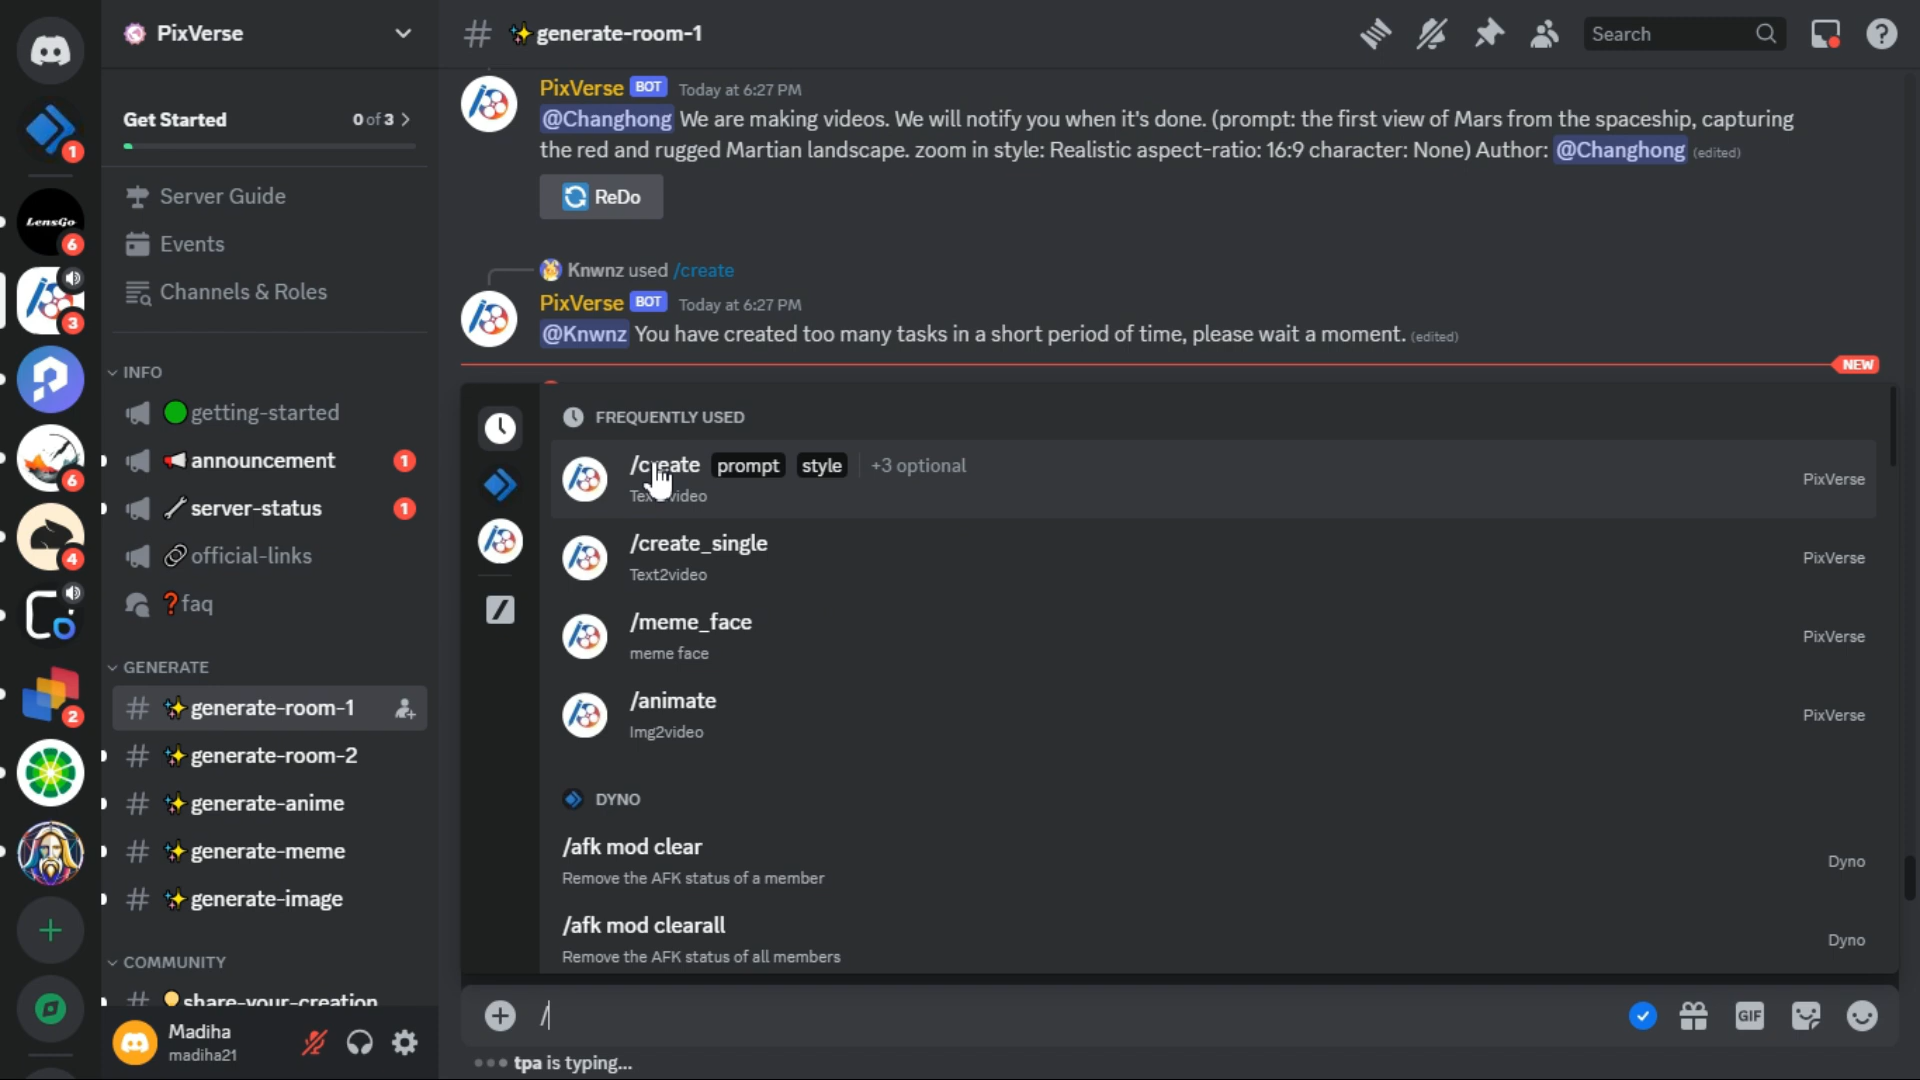 PixVerse
Get Started
0 of 3
Server Guide
Events
Channels & Roles
INFO
getting-started
announcement
1
server-status
1
official-links
faq
GENERATE
generate-room-1
generate-room-2
generate-anime
generate-meme
generate-image
COMMUNITY
share-your-creation
Madiha
madiha21
1
LensGo
6
3
6
4
2
generate-room-1
Search
PixVerse BOT Today at 6:27 PM
@Changhong We are making videos. We will notify you when it's done. (prompt: the first view of Mars from the spaceship, capturing
the red and rugged Martian landscape. zoom in style: Realistic aspect-ratio: 16:9 character: None) Author: @Changhong (edited)
ReDo
Knwnz used /create
PixVerse BOT Today at 6:27 PM
@Knwnz You have created too many tasks in a short period of time, please wait a moment. (edited)
NEW
FREQUENTLY USED
/create prompt style +3 optional
PixVerse
/create_single
Text2video
PixVerse
/meme_face
meme face
PixVerse
/animate
Img2video
PixVerse
DYNO
/afk mod clear
Remove the AFK status of a member
Dyno
/afk mod clearall
Remove the AFK status of all members
Dyno
/
GIF
tpa is typing...